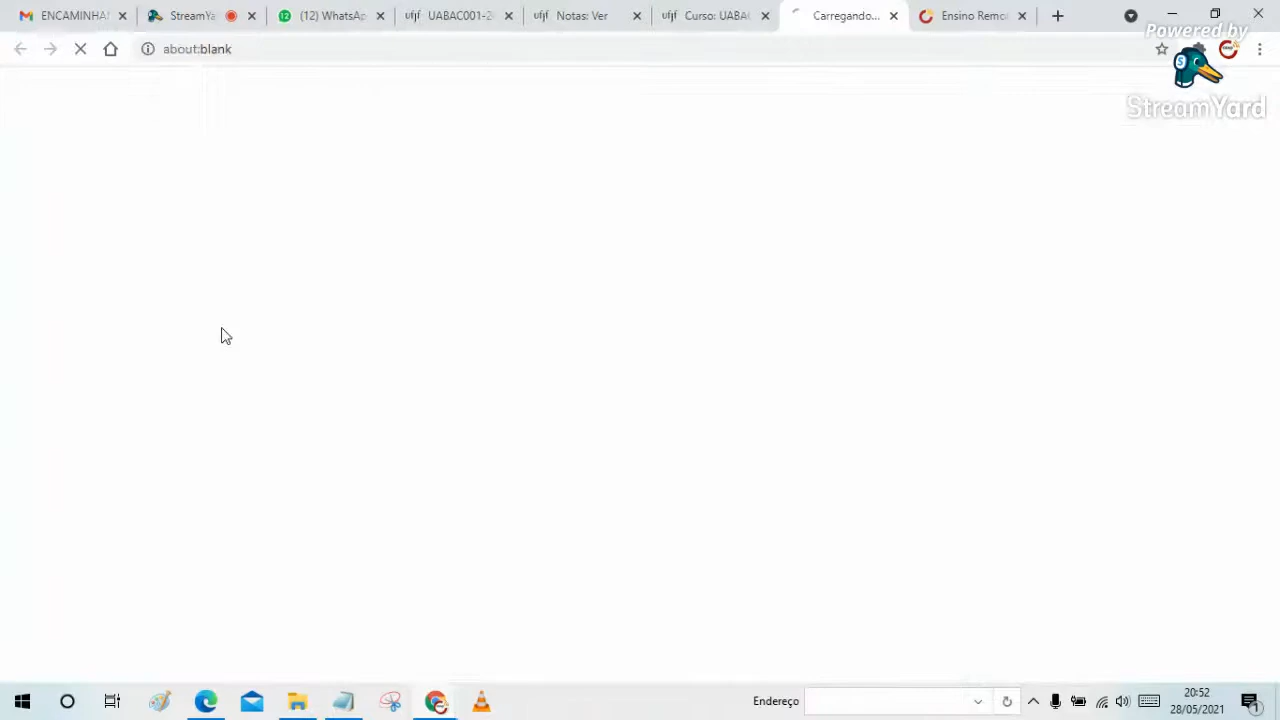 ENCAMINHA
StreamYa
(12) WhatsAp
UABAC001-2
Notas: Ver
Curso: UABA
Carregando...
Ensino Remo
about:blank
Powered by
StreamYard
Endereço
20:52
28/05/2021